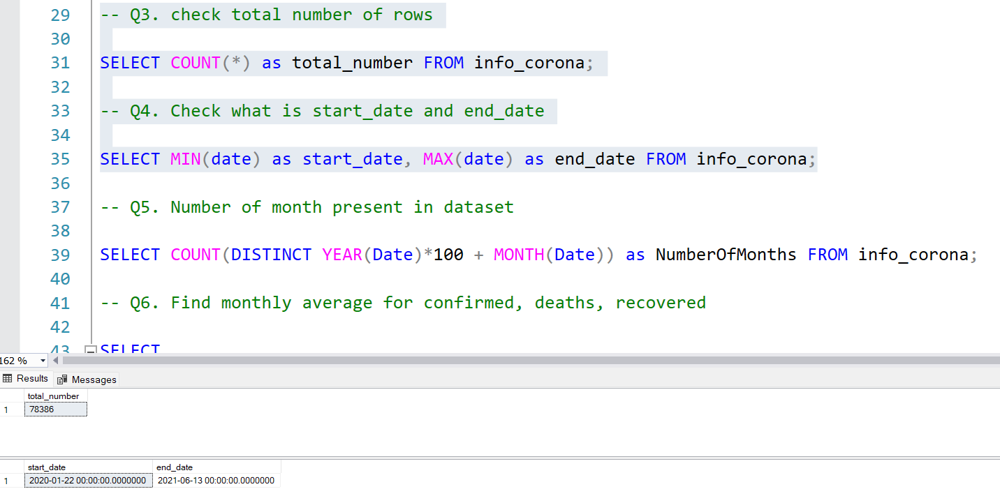 29 -- Q3. check total number of rows
30
31 SELECT COUNT(*) as total_number FROM info_corona;
32
33 -- Q4. Check what is start_date and end_date
34
35 SELECT MIN(date) as start_date, MAX(date) as end_date FROM info_corona;
36
37 -- Q5. Number of month present in dataset
38
39 SELECT COUNT(DISTINCT YEAR(Date)*100 + MONTH(Date)) as NumberOfMonths FROM info_corona;
40
41 -- Q6. Find monthly average for confirmed, deaths, recovered
42
43 SELECT
162 %
Results Messages
total_number
1 78386
start_date end_date
1 2020-01-22 00:00:00.0000000 2021-06-13 00:00:00.0000000